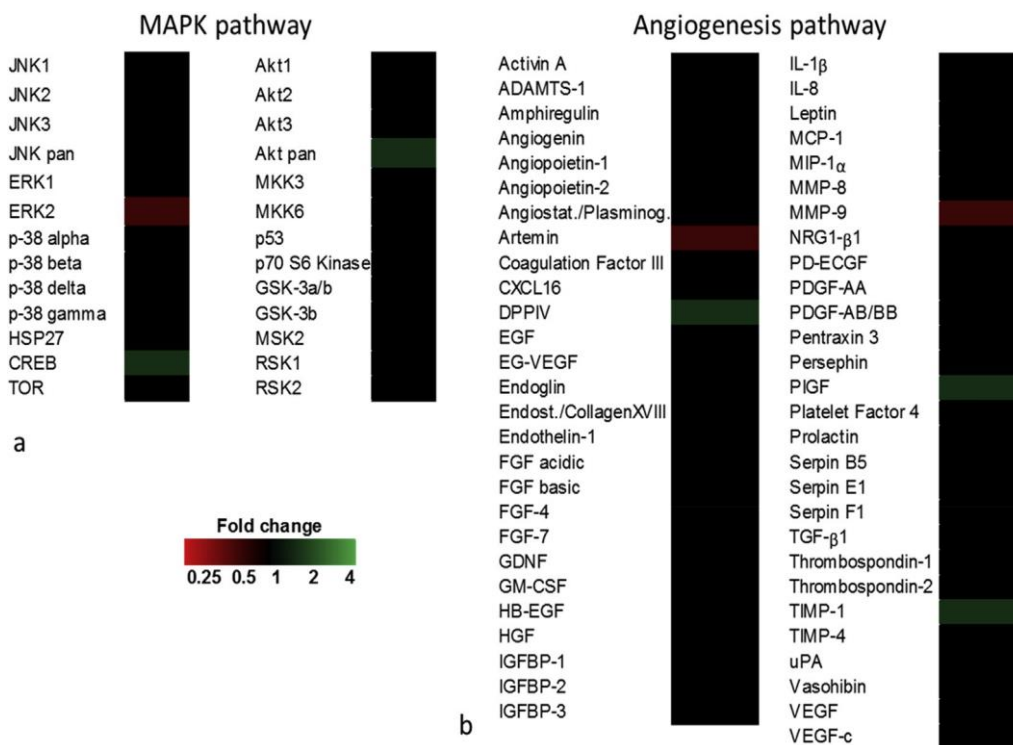 MAPK pathway
JNK1
JNK2
JNK3
JNK pan
ERK1
ERK2
p-38 alpha
p-38 beta
p-38 delta
p-38 gamma
HSP27
CREB
TOR
Akt1
Akt2
Akt3
Akt pan
MKK3
MKK6
p53
p70 S6 Kinase
GSK-3a/b
GSK-3b
MSK2
RSK1
RSK2
a
Fold change
0.25 0.5 1 2 4
Angiogenesis pathway
Activin A
ADAMTS-1
Amphiregulin
Angiogenin
Angiopoietin-1
Angiopoietin-2
Angiostat./Plasminog.
Artemin
Coagulation Factor III
CXCL16
DPPIV
EGF
EG-VEGF
Endoglin
Endost./CollagenXVIII
Endothelin-1
FGF acidic
FGF basic
FGF-4
FGF-7
GDNF
GM-CSF
HB-EGF
HGF
IGFBP-1
IGFBP-2
IGFBP-3
IL-1β
IL-8
Leptin
MCP-1
MIP-1α
MMP-8
MMP-9
NRG1-β1
PD-ECGF
PDGF-AA
PDGF-AB/BB
Pentraxin 3
Persephin
PIGF
Platelet Factor 4
Prolactin
Serpin B5
Serpin E1
Serpin F1
TGF-β1
Thrombospondin-1
Thrombospondin-2
TIMP-1
TIMP-4
uPA
Vasohibin
VEGF
VEGF-c
b